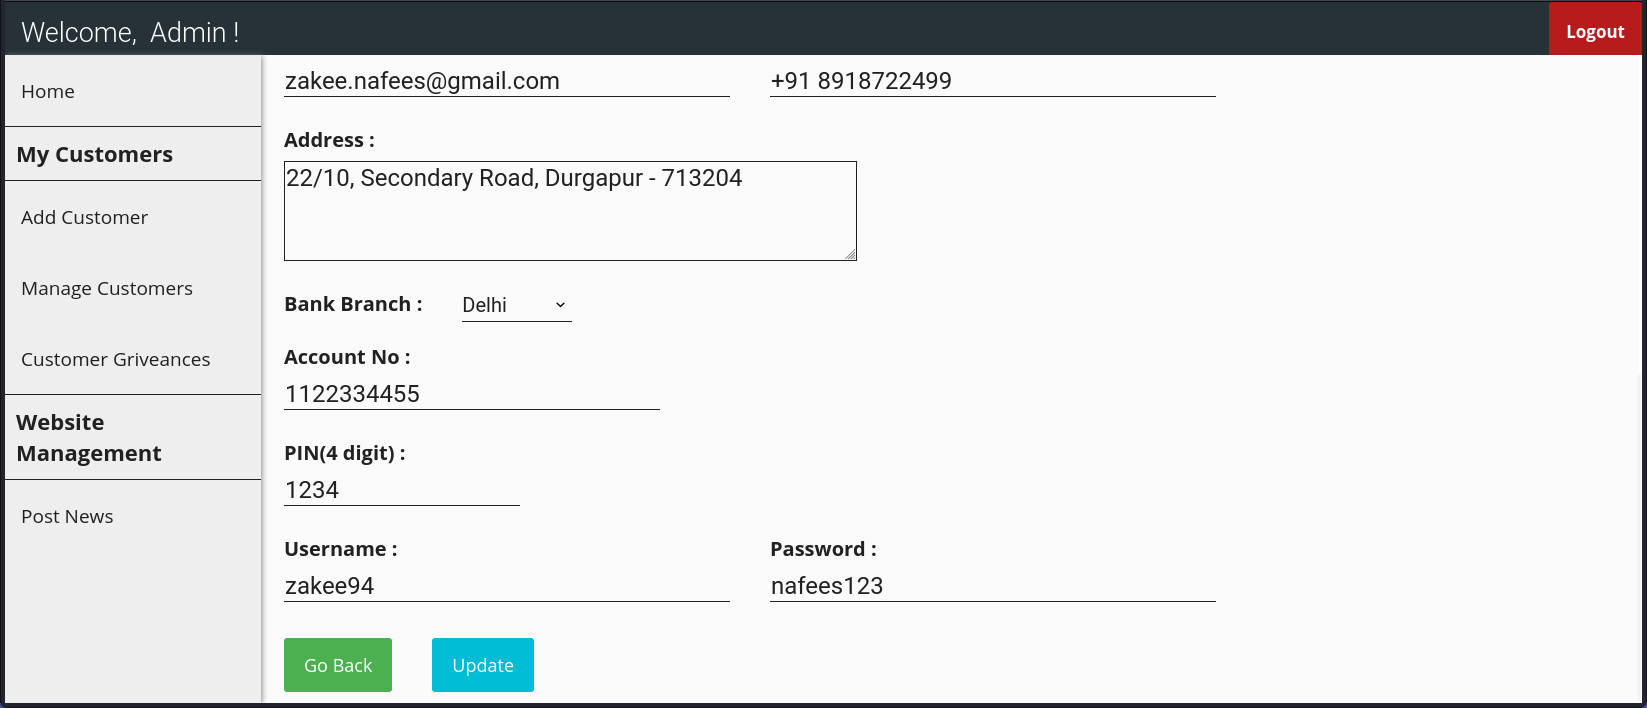 Welcome, Admin !
Logout
Home
My Customers
Add Customer
Manage Customers
Customer Griveances
Website
Management
Post News
zakee.nafees@gmail.com
+91 8918722499
Address :
22/10, Secondary Road, Durgapur - 713204
Bank Branch :
Delhi
Account No :
1122334455
PIN(4 digit) :
1234
Username :
Password :
zakee94
nafees123
Go Back
Update